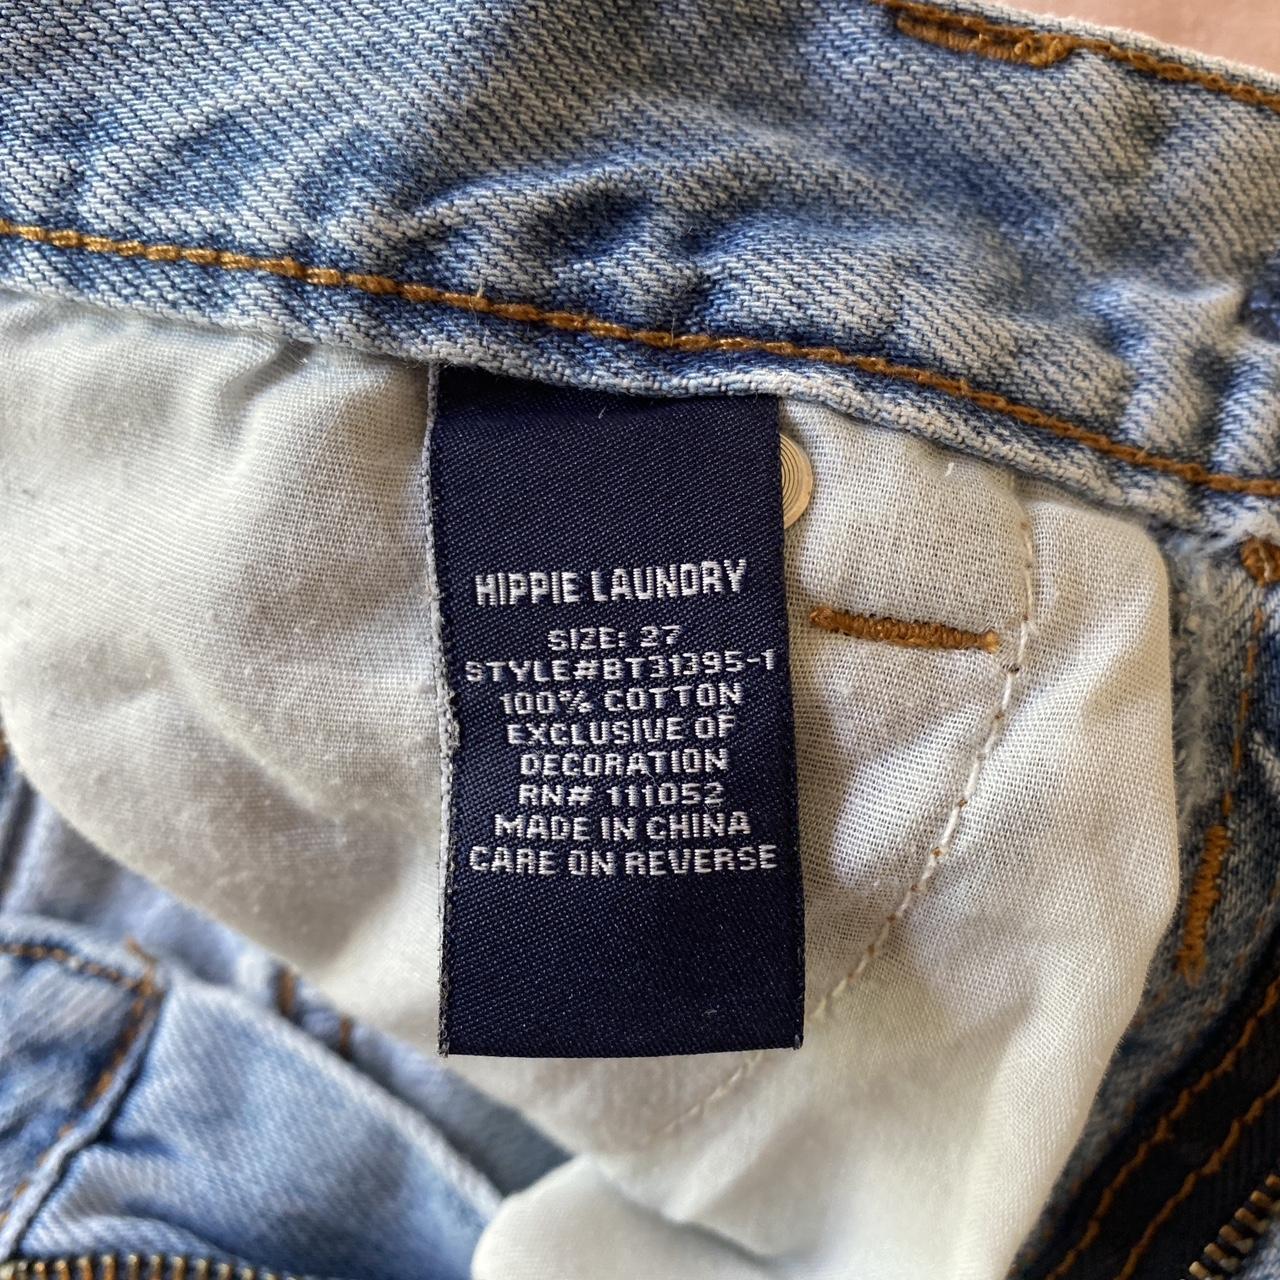 HIPPIE LAUNDRY
SIZE: 27
STYLE#BT31395-1
100% COTTON
EXCLUSIVE OF
DECORATION
RN# 111052
MADE IN CHINA
CARE ON REVERSE